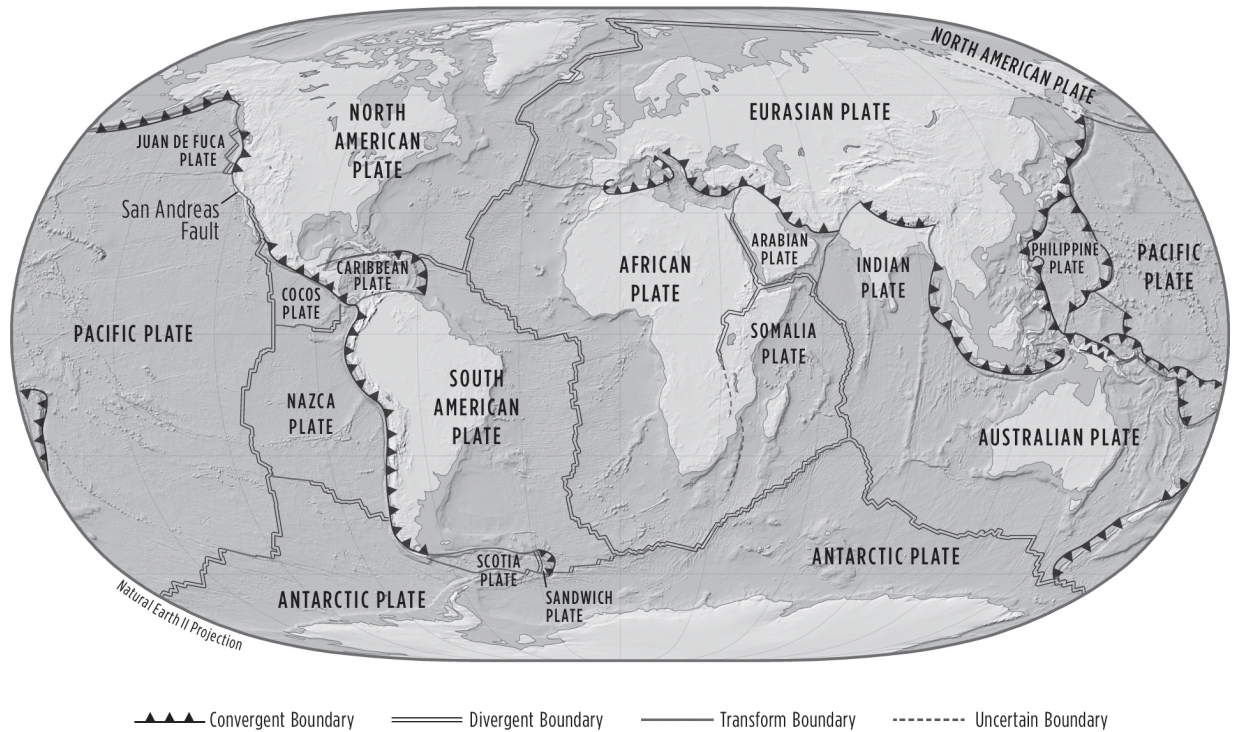 NORTH AMERICAN PLATE
NORTH
AMERICAN
PLATE
EURASIAN PLATE
JUAN DE FUCA
PLATE
San Andreas
Fault
CARIBBEAN
PLATE
COCOS
PLATE
AFRICAN
PLATE
ARABIAN
PLATE
INDIAN
PLATE
PHILIPPINE
PLATE
PACIFIC
PLATE
PACIFIC PLATE
SOMALIA
PLATE
NAZCA
PLATE
SOUTH
AMERICAN
PLATE
AUSTRALIAN PLATE
ANTARCTIC PLATE
SCOTIA
PLATE
SANDWICH
PLATE
ANTARCTIC PLATE
Natural Earth II Projection
Convergent Boundary
Divergent Boundary
Transform Boundary
Uncertain Boundary